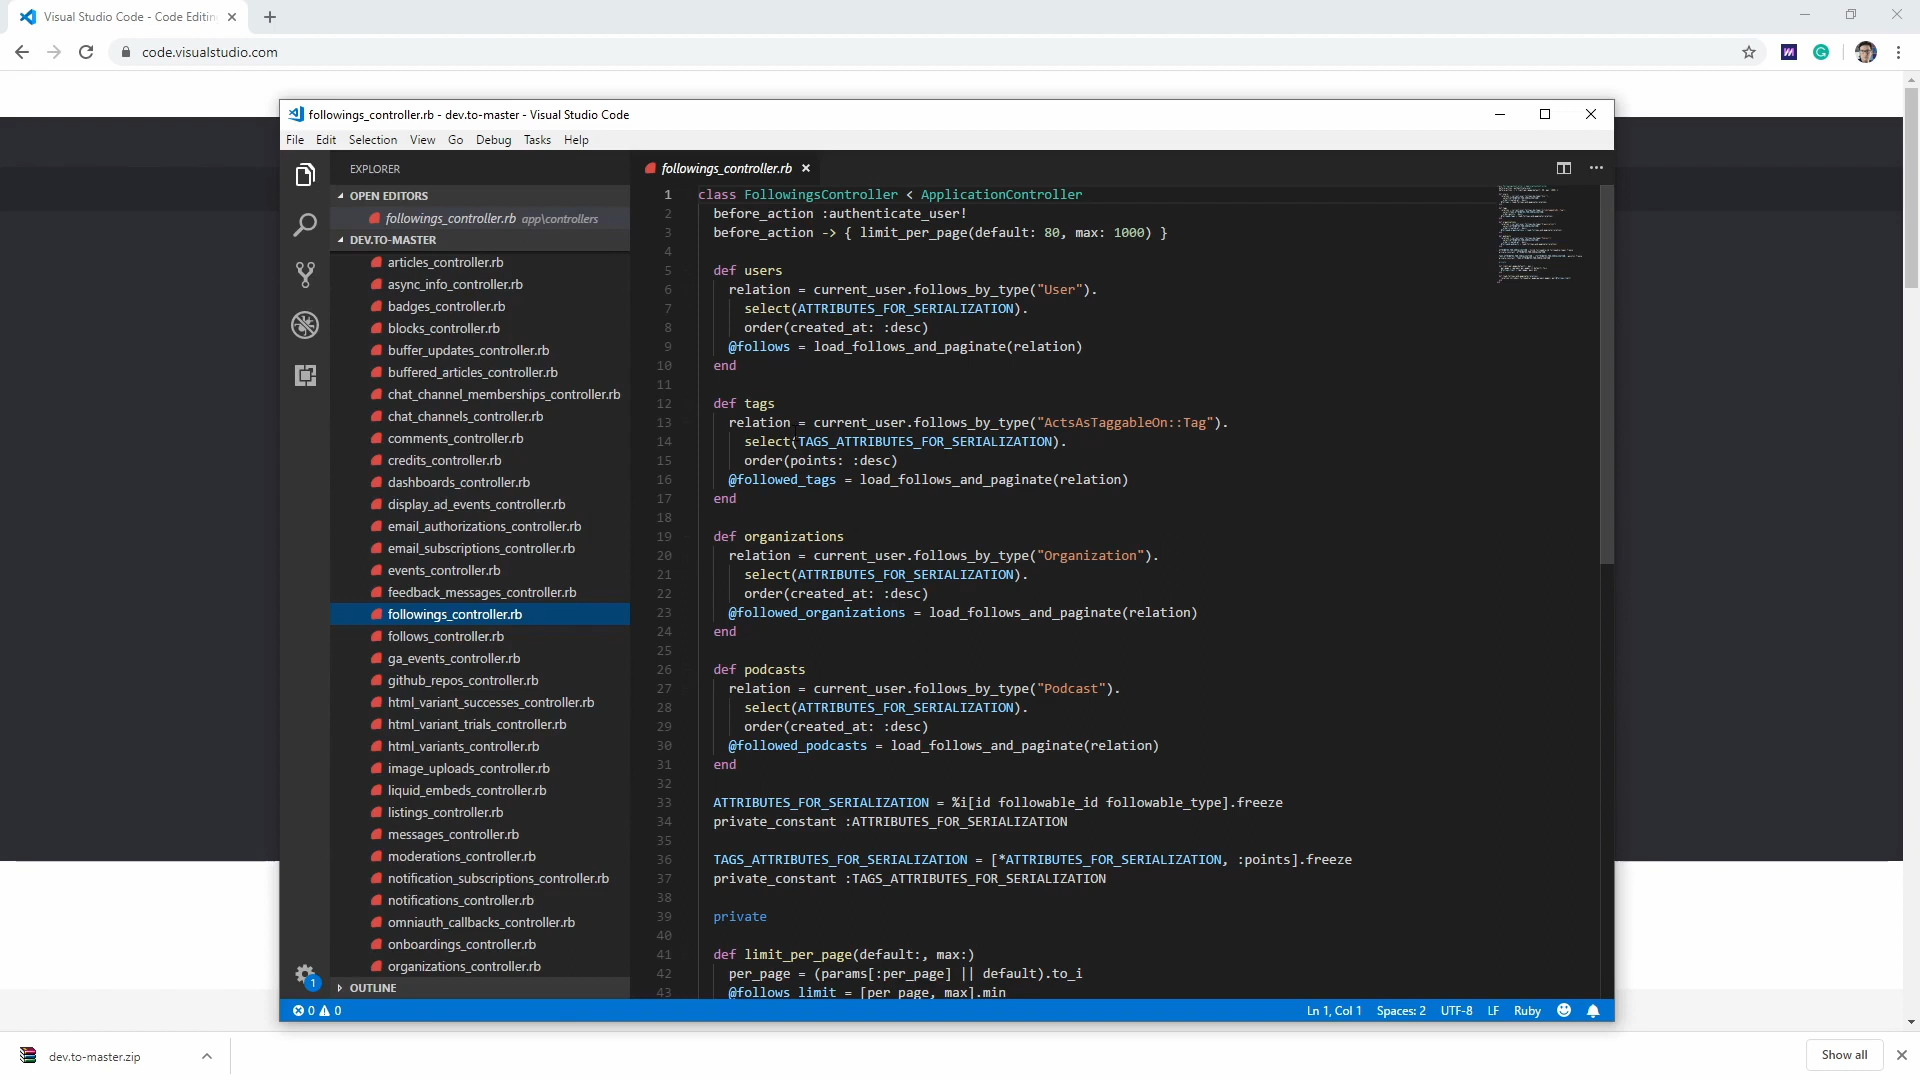 Visual Studio Code - Code Editin
code.visualstudio.com
followings_controller.rb - dev.to-master - Visual Studio Code
File Edit Selection View Go Debug Tasks Help
EXPLORER
OPEN EDITORS
followings_controller.rb app\controllers
DEV.TO-MASTER
articles_controller.rb
async_info_controller.rb
badges_controller.rb
blocks_controller.rb
buffer_updates_controller.rb
buffered_articles_controller.rb
chat_channel_memberships_controller.rb
chat_channels_controller.rb
comments_controller.rb
credits_controller.rb
dashboards_controller.rb
display_ad_events_controller.rb
email_authorizations_controller.rb
email_subscriptions_controller.rb
events_controller.rb
feedback_messages_controller.rb
followings_controller.rb
follows_controller.rb
ga_events_controller.rb
github_repos_controller.rb
html_variant_successes_controller.rb
html_variant_trials_controller.rb
html_variants_controller.rb
image_uploads_controller.rb
liquid_embeds_controller.rb
listings_controller.rb
messages_controller.rb
moderations_controller.rb
notification_subscriptions_controller.rb
notifications_controller.rb
omniauth_callbacks_controller.rb
onboardings_controller.rb
organizations_controller.rb
OUTLINE
1
followings_controller.rb
1 class FollowingsController < ApplicationController
2 before_action :authenticate_user!
3 before_action -> { limit_per_page(default: 80, max: 1000) }
4
5 def users
6 relation = current_user.follows_by_type("User").
7 select(ATTRIBUTES_FOR_SERIALIZATION).
8 order(created_at: :desc)
9 @follows = load_follows_and_paginate(relation)
10 end
11
12 def tags
13 relation = current_user.follows_by_type("ActsAsTaggableOn::Tag").
14 select(TAGS_ATTRIBUTES_FOR_SERIALIZATION).
15 order(points: :desc)
16 @followed_tags = load_follows_and_paginate(relation)
17 end
18
19 def organizations
20 relation = current_user.follows_by_type("Organization").
21 select(ATTRIBUTES_FOR_SERIALIZATION).
22 order(created_at: :desc)
23 @followed_organizations = load_follows_and_paginate(relation)
24 end
25
26 def podcasts
27 relation = current_user.follows_by_type("Podcast").
28 select(ATTRIBUTES_FOR_SERIALIZATION).
29 order(created_at: :desc)
30 @followed_podcasts = load_follows_and_paginate(relation)
31 end
32
33 ATTRIBUTES_FOR_SERIALIZATION = %i[id followable_id followable_type].freeze
34 private_constant :ATTRIBUTES_FOR_SERIALIZATION
35
36 TAGS_ATTRIBUTES_FOR_SERIALIZATION = [*ATTRIBUTES_FOR_SERIALIZATION, :points].freeze
37 private_constant :TAGS_ATTRIBUTES_FOR_SERIALIZATION
38
39 private
40
41 def limit_per_page(default:, max:)
42 per_page = (params[:per_page] || default).to_i
43 @follows_limit = [per_page, max].min
0 0
Ln 1, Col 1 Spaces: 2 UTF-8 LF Ruby
dev.to-master.zip
Show all